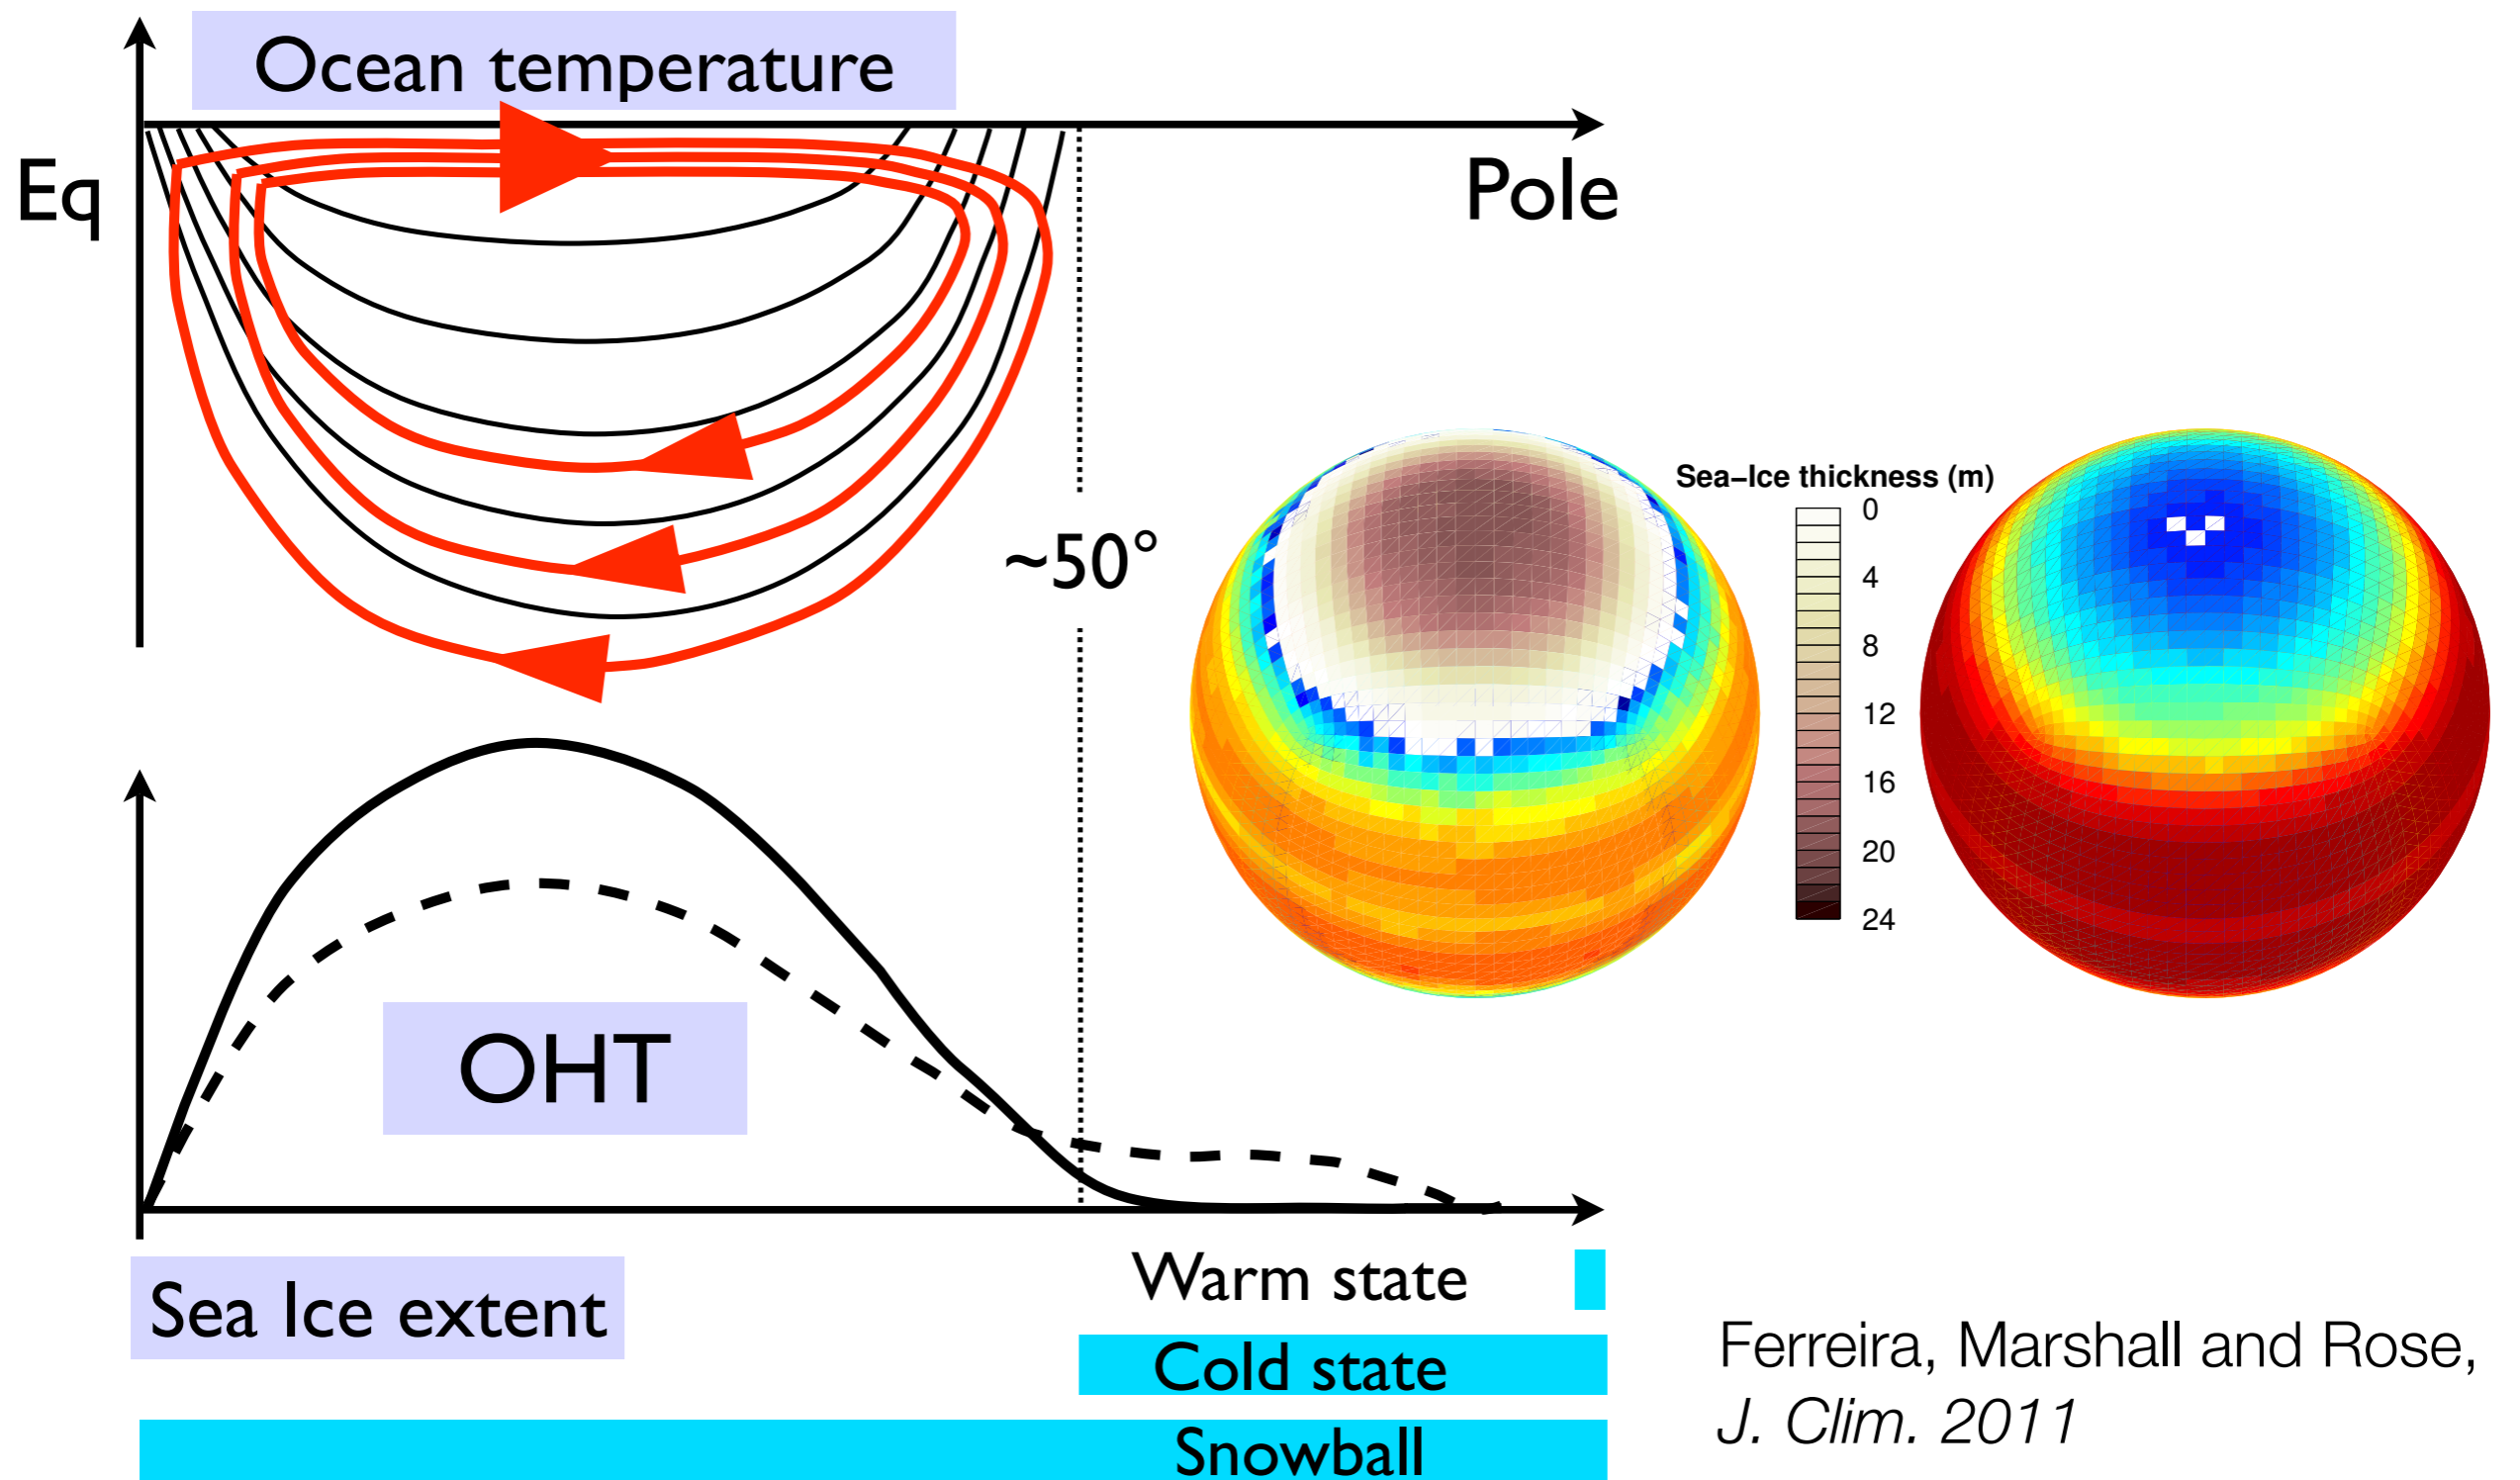 Ocean temperature
Eq
Pole
~50°
Sea–Ice thickness (m)
0
4
8
12
16
20
24
OHT
Sea Ice extent
Warm state
Cold state
Snowball
Ferreira, Marshall and Rose,
J. Clim. 2011